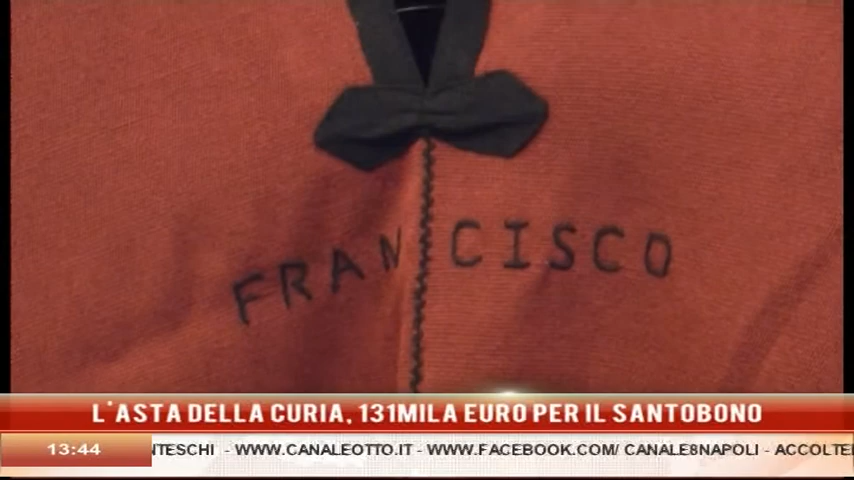 FRANCISCO
L'ASTA DELLA CURIA, 131MILA EURO PER IL SANTOBONO
13:44 NTESCHI - WWW.CANALEOTTO.IT - WWW.FACEBOOK.COM/ CANALE8NAPOLI - ACCOLTE